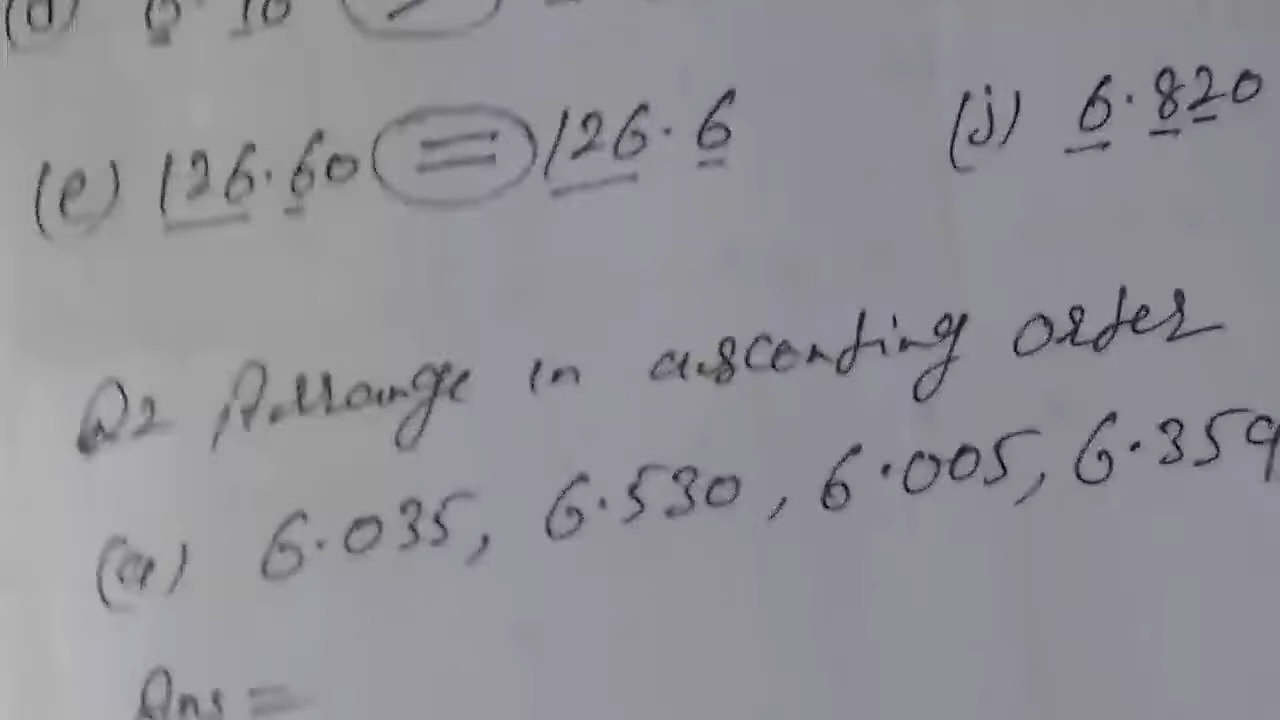 (e) 126.60 = 126.6 (j) 6.820
Q2 Arrange in ascending order
(a) 6.035, 6.530, 6.005, 6.359
Ans =